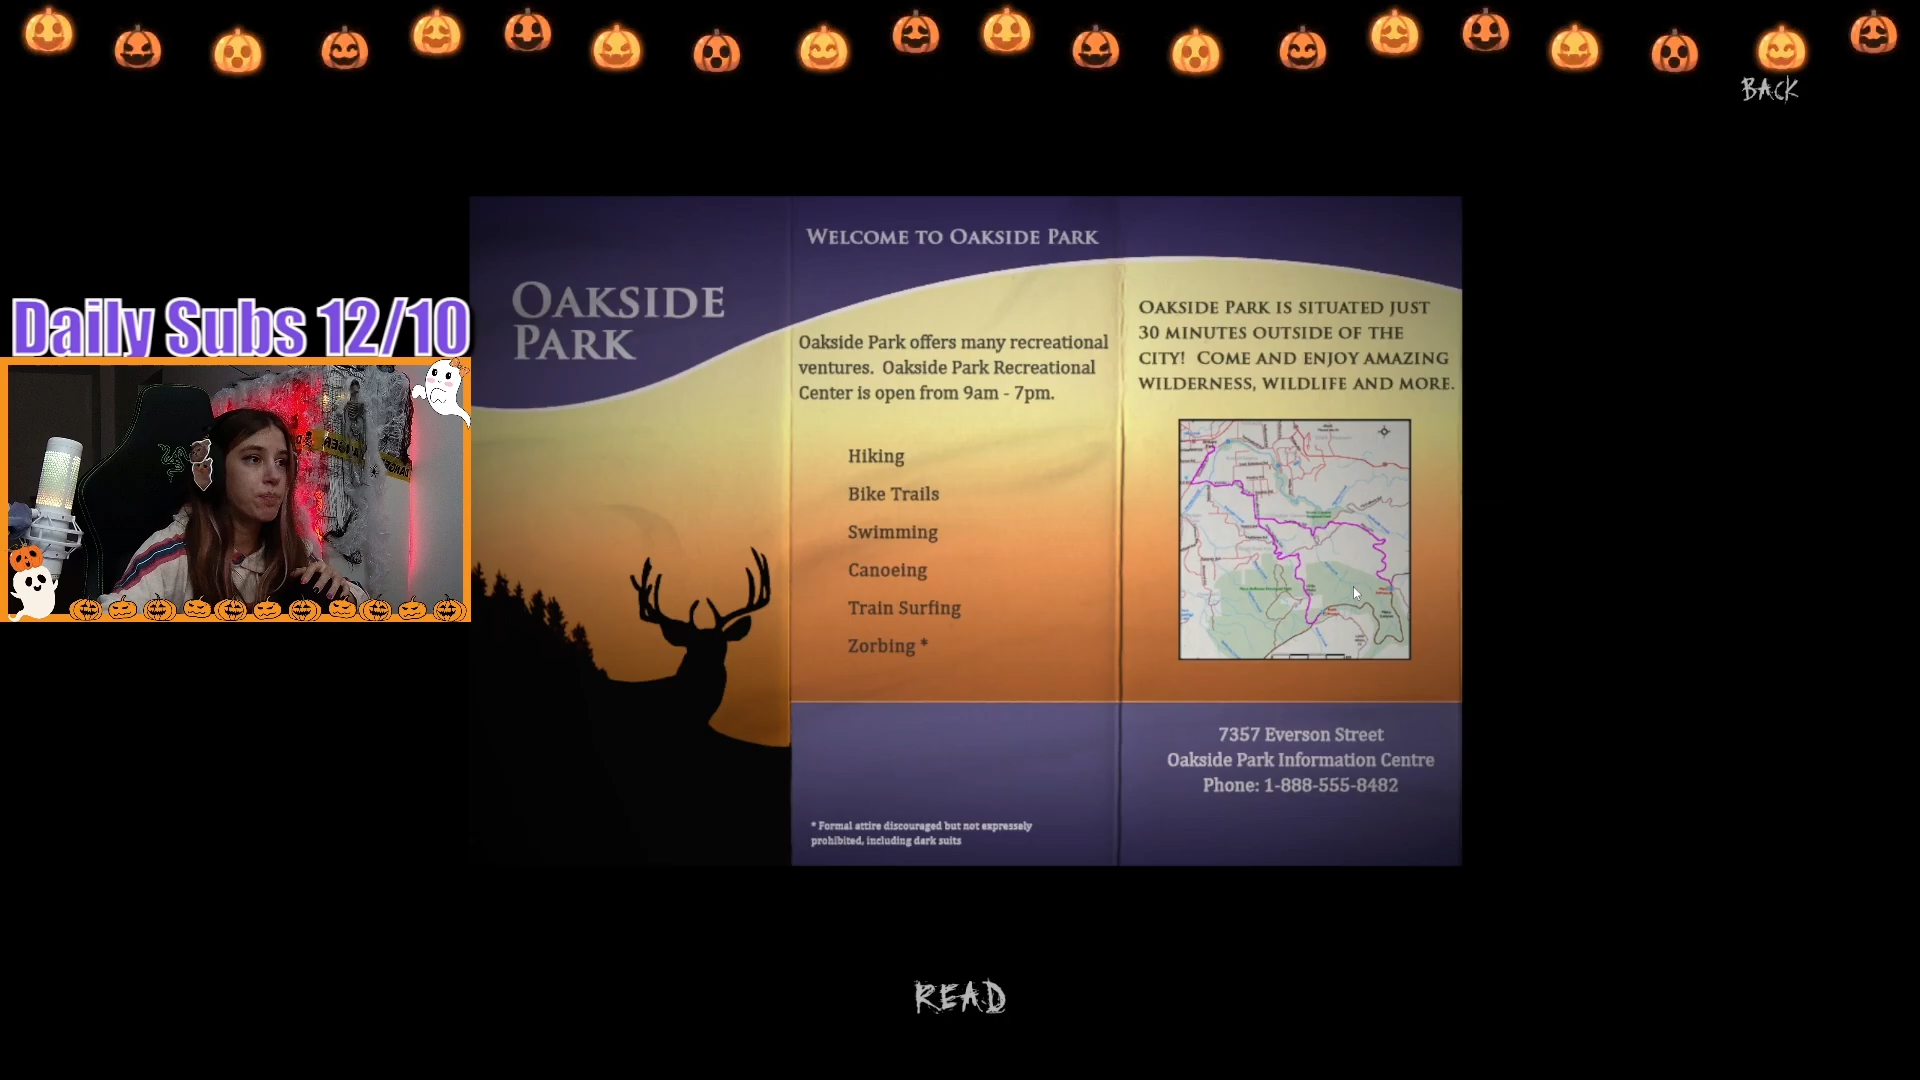 BACK
WELCOME TO OAKSIDE PARK
OAKSIDE
PARK
Oakside Park offers many recreational
ventures. Oakside Park Recreational
Center is open from 9am - 7pm.
Hiking
Bike Trails
Swimming
Canoeing
Train Surfing
Zorbing *
* Formal attire discouraged but not expressely
prohibited, including dark suits
OAKSIDE PARK IS SITUATED JUST
30 MINUTES OUTSIDE OF THE
CITY! COME AND ENJOY AMAZING
WILDERNESS, WILDLIFE AND MORE.
7357 Everson Street
Oakside Park Information Centre
Phone: 1-888-555-8482
Daily Subs 12/10
READ